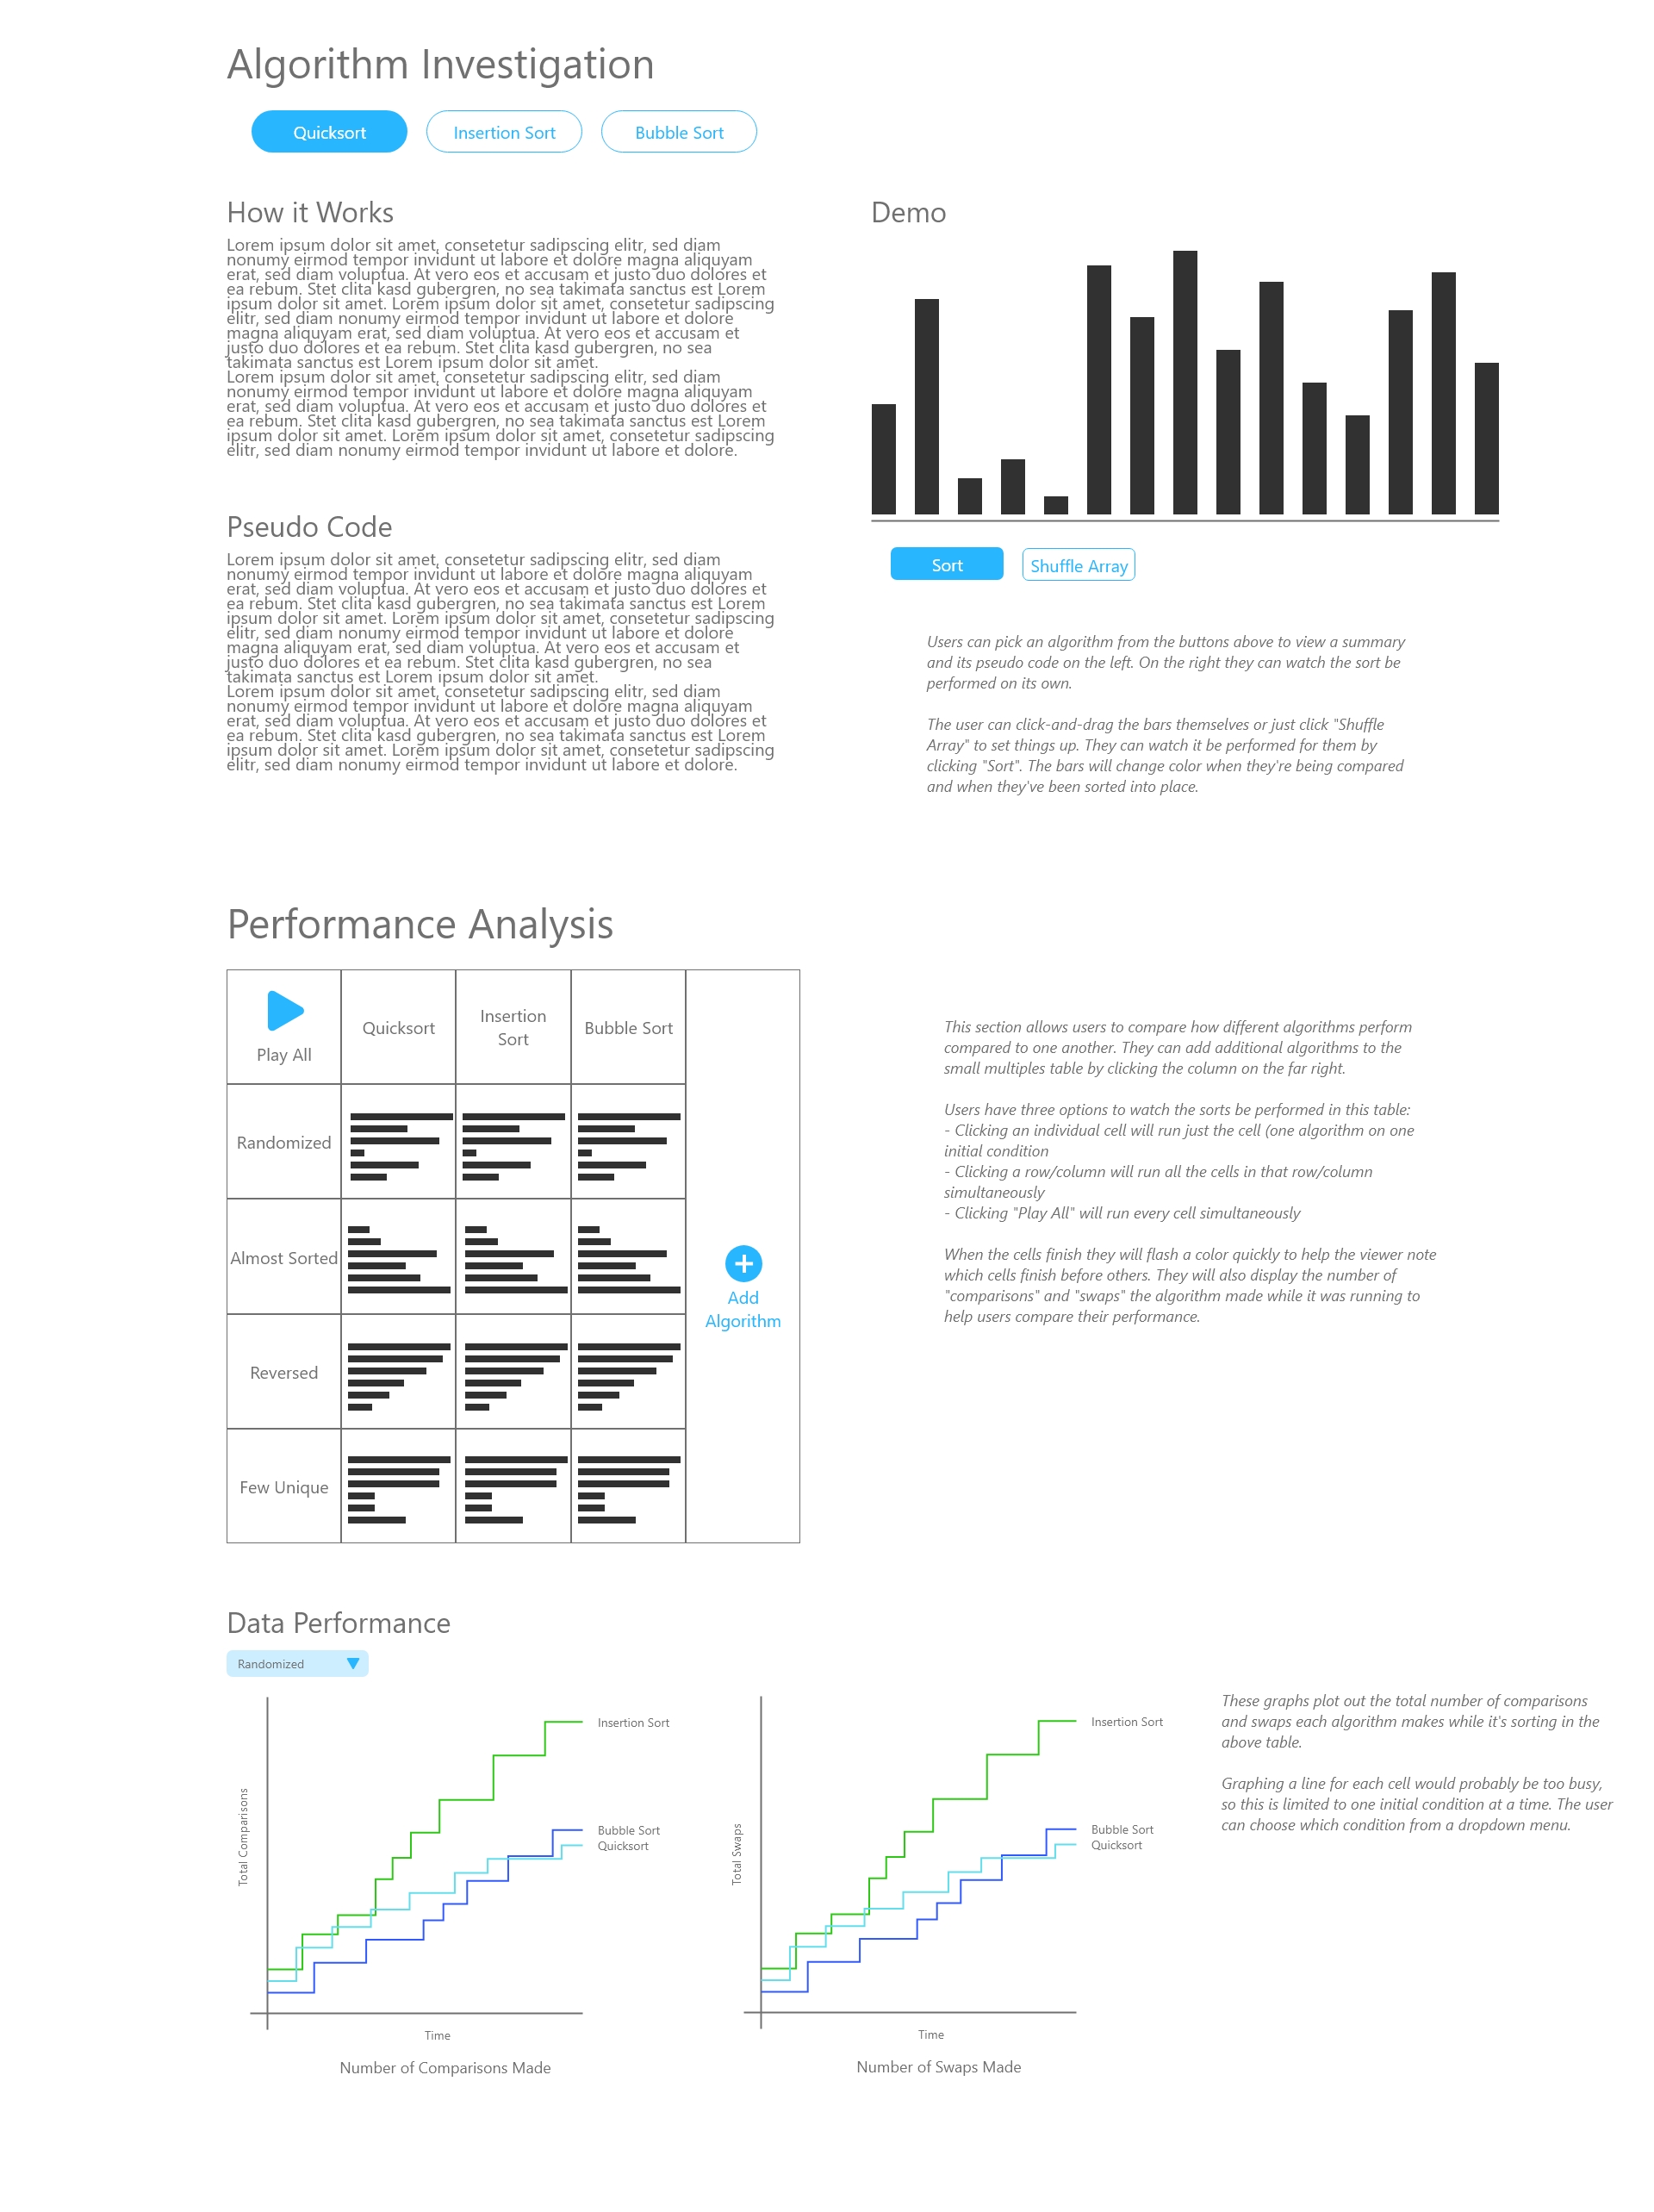 Algorithm Investigation
Quicksort
Insertion Sort
Bubble Sort
How it Works
Lorem ipsum dolor sit amet, consetetur sadipscing elitr, sed diam
nonumy eirmod tempor invidunt ut labore et dolore magna aliquyam
erat, sed diam voluptua. At vero eos et accusam et justo duo dolores et
ea rebum. Stet clita kasd gubergren, no sea takimata sanctus est Lorem
ipsum dolor sit amet. Lorem ipsum dolor sit amet, consetetur sadipscing
elitr, sed diam nonumy eirmod tempor invidunt ut labore et dolore
magna aliquyam erat, sed diam voluptua. At vero eos et accusam et
justo duo dolores et ea rebum. Stet clita kasd gubergren, no sea
takimata sanctus est Lorem ipsum dolor sit amet.
Lorem ipsum dolor sit amet, consetetur sadipscing elitr, sed diam
nonumy eirmod tempor invidunt ut labore et dolore magna aliquyam
erat, sed diam voluptua. At vero eos et accusam et justo duo dolores et
ea rebum. Stet clita kasd gubergren, no sea takimata sanctus est Lorem
ipsum dolor sit amet. Lorem ipsum dolor sit amet, consetetur sadipscing
elitr, sed diam nonumy eirmod tempor invidunt ut labore et dolore.
Pseudo Code
Lorem ipsum dolor sit amet, consetetur sadipscing elitr, sed diam
nonumy eirmod tempor invidunt ut labore et dolore magna aliquyam
erat, sed diam voluptua. At vero eos et accusam et justo duo dolores et
ea rebum. Stet clita kasd gubergren, no sea takimata sanctus est Lorem
ipsum dolor sit amet. Lorem ipsum dolor sit amet, consetetur sadipscing
elitr, sed diam nonumy eirmod tempor invidunt ut labore et dolore
magna aliquyam erat, sed diam voluptua. At vero eos et accusam et
justo duo dolores et ea rebum. Stet clita kasd gubergren, no sea
takimata sanctus est Lorem ipsum dolor sit amet.
Lorem ipsum dolor sit amet, consetetur sadipscing elitr, sed diam
nonumy eirmod tempor invidunt ut labore et dolore magna aliquyam
erat, sed diam voluptua. At vero eos et accusam et justo duo dolores et
ea rebum. Stet clita kasd gubergren, no sea takimata sanctus est Lorem
ipsum dolor sit amet. Lorem ipsum dolor sit amet, consetetur sadipscing
elitr, sed diam nonumy eirmod tempor invidunt ut labore et dolore.
Demo
Sort
Shuffle Array
Users can pick an algorithm from the buttons above to view a summary
and its pseudo code on the left. On the right they can watch the sort be
performed on its own.
The user can click-and-drag the bars themselves or just click "Shuffle
Array" to set things up. They can watch it be performed for them by
clicking "Sort". The bars will change color when they're being compared
and when they've been sorted into place.
Performance Analysis
Play All
Quicksort
Insertion
Sort
Bubble Sort
Randomized
Almost Sorted
Reversed
Few Unique
Add
Algorithm
This section allows users to compare how different algorithms perform
compared to one another. They can add additional algorithms to the
small multiples table by clicking the column on the far right.
Users have three options to watch the sorts be performed in this table:
- Clicking an individual cell will run just the cell (one algorithm on one
initial condition
- Clicking a row/column will run all the cells in that row/column
simultaneously
- Clicking "Play All" will run every cell simultaneously
When the cells finish they will flash a color quickly to help the viewer note
which cells finish before others. They will also display the number of
"comparisons" and "swaps" the algorithm made while it was running to
help users compare their performance.
Data Performance
Randomized
Total Comparisons
Insertion Sort
Bubble Sort
Quicksort
Time
Number of Comparisons Made
Total Swaps
Insertion Sort
Bubble Sort
Quicksort
Time
Number of Swaps Made
These graphs plot out the total number of comparisons
and swaps each algorithm makes while it's sorting in the
above table.
Graphing a line for each cell would probably be too busy,
so this is limited to one initial condition at a time. The user
can choose which condition from a dropdown menu.